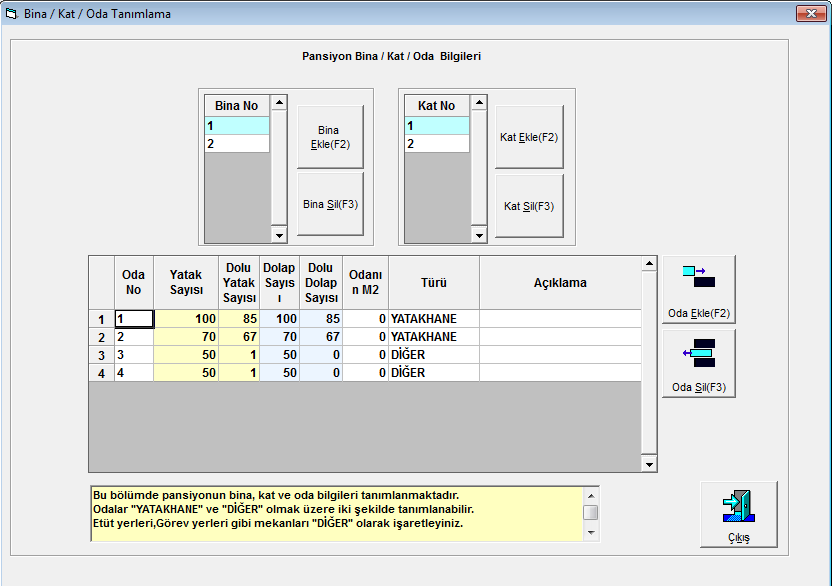 Bina / Kat / Oda Tanımlama
Pansiyon Bina / Kat / Oda Bilgileri
Bina No
1
2
Bina
Ekle(F2)
Bina Sil(F3)
Kat No
1
2
Kat Ekle(F2)
Kat Sil(F3)
Oda No Yatak Sayısı Dolu Yatak Sayısı Dolap Sayıs ı Dolu Dolap Sayısı Odanı n M2 Türü Açıklama
1 1 100 85 100 85 0 YATAKHANE
2 2 70 67 70 67 0 YATAKHANE
3 3 50 1 50 0 0 DİĞER
4 4 50 1 50 0 0 DİĞER
Oda Ekle(F2)
Oda Sil(F3)
Bu bölümde pansiyonun bina, kat ve oda bilgileri tanımlanmaktadır.
Odalar "YATAKHANE" ve "DİĞER" olmak üzere iki şekilde tanımlanabilir.
Etüt yerleri,Görev yerleri gibi mekanları "DİĞER" olarak işaretleyiniz.
Çıkış